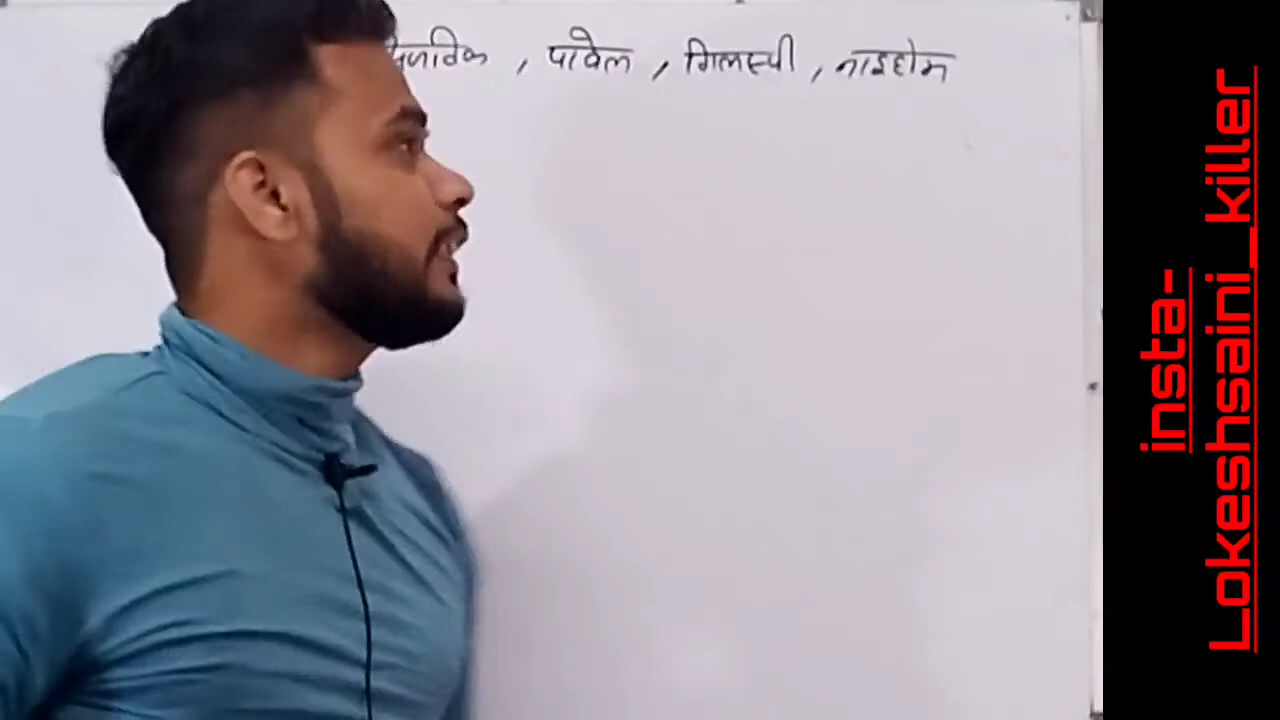 , पावेल , गिलस्पी , नाइहोम
insta-
Lokeshsaini_killer